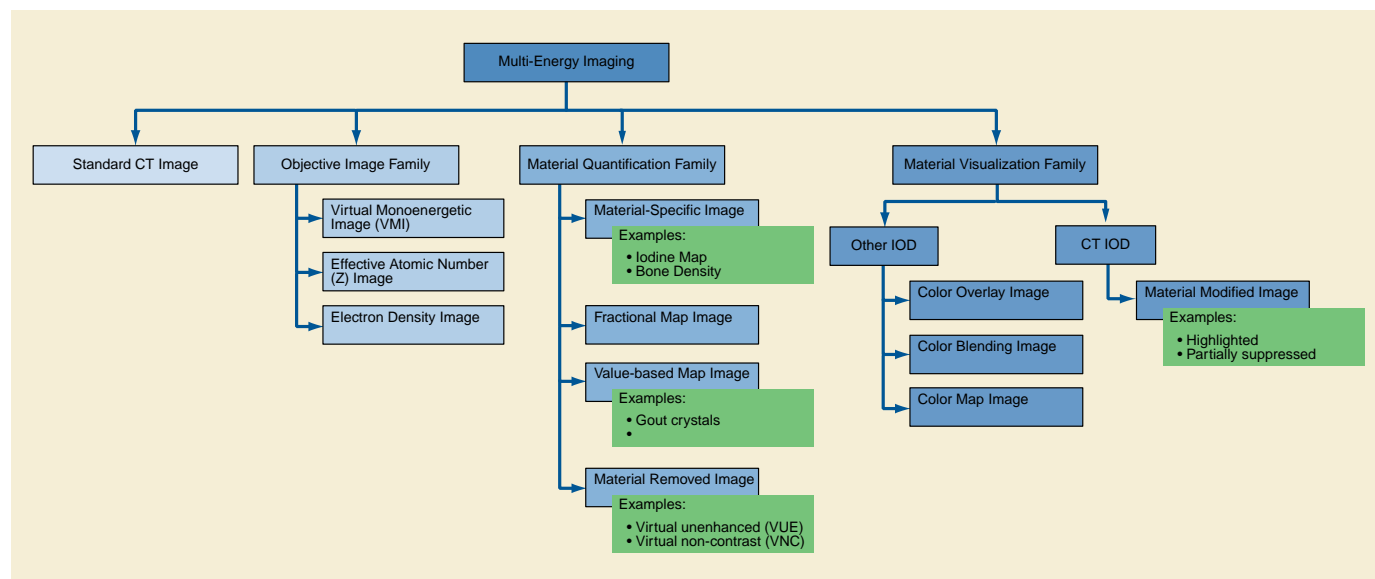 Multi-Energy Imaging
Standard CT Image
Objective Image Family
Virtual Monoenergetic
Image (VMI)
Effective Atomic Number
(Z) Image
Electron Density Image
Material Quantification Family
Material-Specific Image
Examples:
• Iodine Map
• Bone Density
Fractional Map Image
Value-based Map Image
Examples:
• Gout crystals
•
Material Removed Image
Examples:
• Virtual unenhanced (VUE)
• Virtual non-contrast (VNC)
Material Visualization Family
Other IOD
Color Overlay Image
Color Blending Image
Color Map Image
CT IOD
Material Modified Image
Examples:
• Highlighted
• Partially suppressed